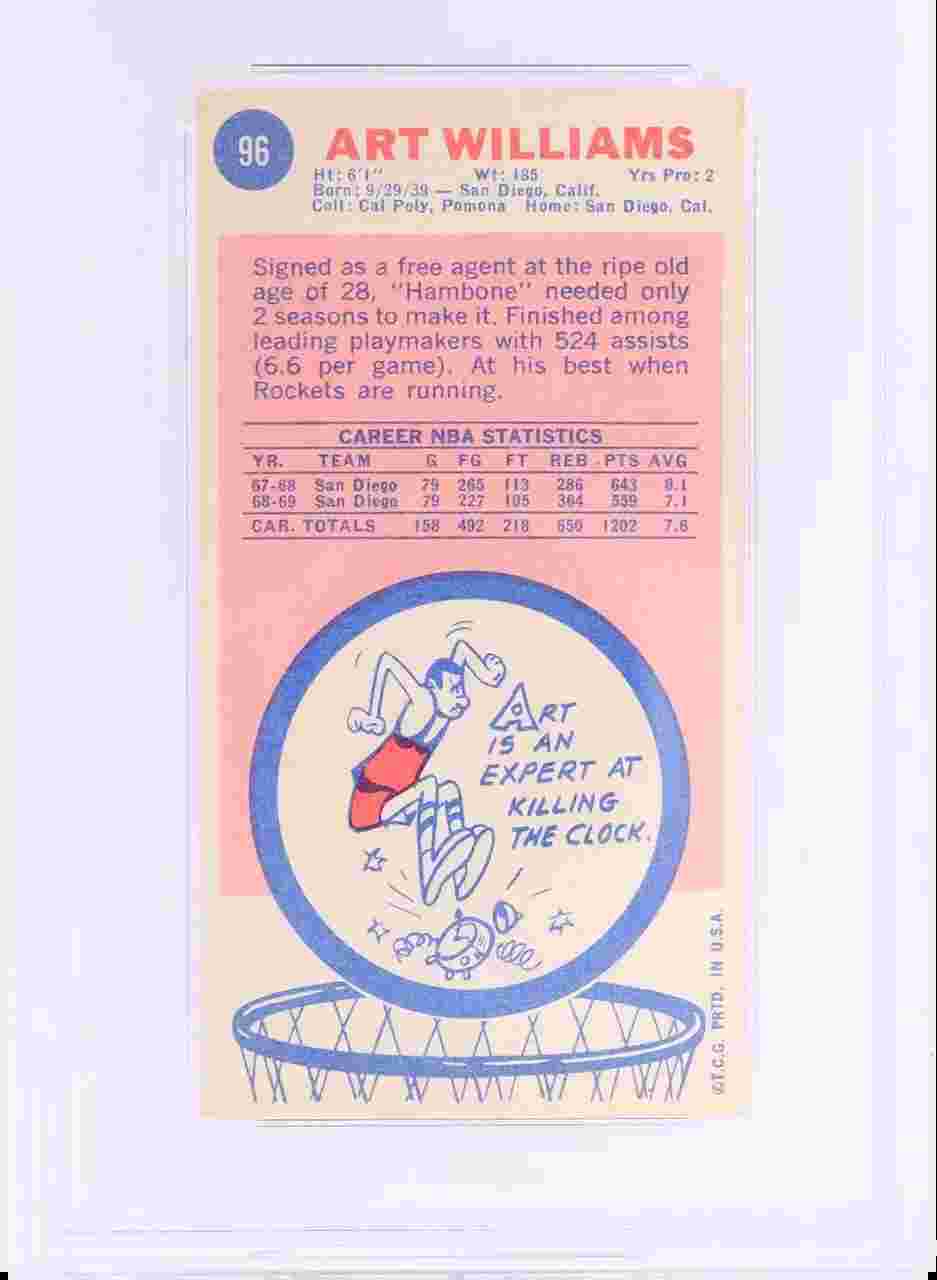 96
ART WILLIAMS
Ht: 6'1" Wt: 185 Yrs Pro: 2
Born: 9/29/39 — San Diego, Calif.
Coll: Cal Poly, Pomona Home: San Diego, Cal.
Signed as a free agent at the ripe old
age of 28, "Hambone" needed only
2 seasons to make it. Finished among
leading playmakers with 524 assists
(6.6 per game). At his best when
Rockets are running.
CAREER NBA STATISTICS
YR. TEAM G FG FT REB PTS AVG
67-68 San Diego 79 265 113 286 643 8.1
68-69 San Diego 79 227 105 364 559 7.1
CAR. TOTALS 158 492 218 650 1202 7.6
ART
IS AN
EXPERT AT
KILLING
THE CLOCK.
©T.C.G. PRTD. IN U.S.A.